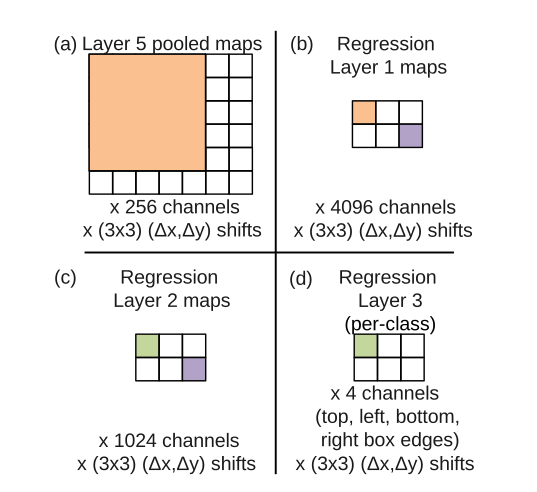 (a) Layer 5 pooled maps
x 256 channels
x (3x3) (Δx,Δy) shifts
(b) Regression
Layer 1 maps
x 4096 channels
x (3x3) (Δx,Δy) shifts
(c) Regression
Layer 2 maps
x 1024 channels
x (3x3) (Δx,Δy) shifts
(d) Regression
Layer 3
(per-class)
x 4 channels
(top, left, bottom,
right box edges)
x (3x3) (Δx,Δy) shifts